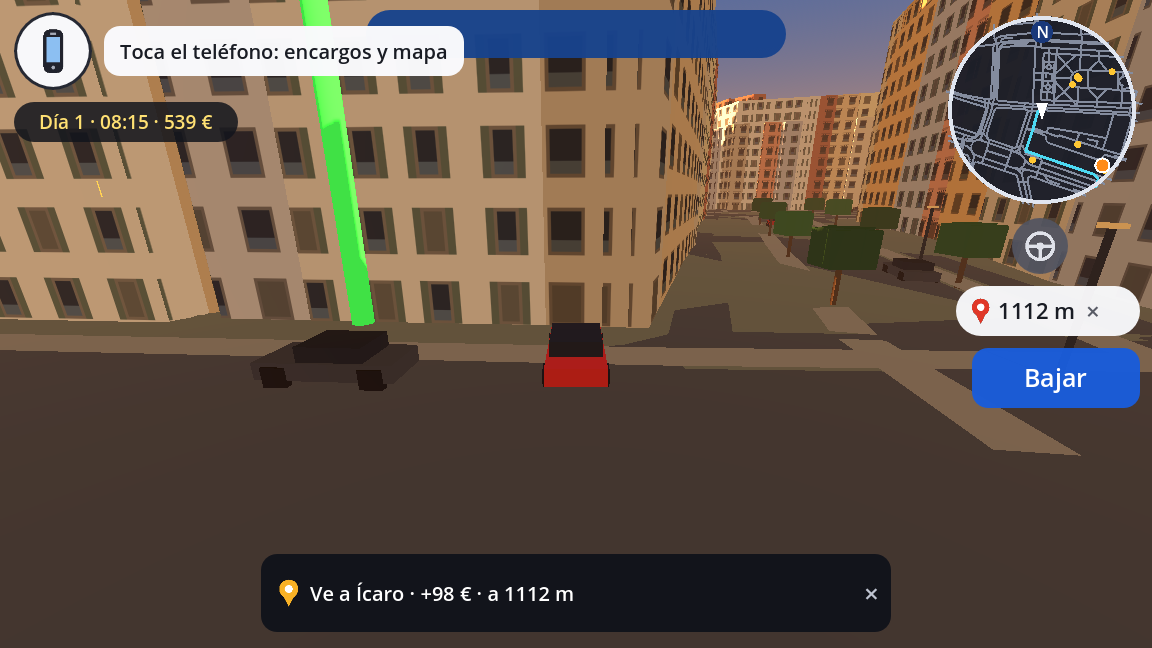 Toca el teléfono: encargos y mapa
N
Día 1 · 08:15 · 539 €
1112 m ×
Bajar
Ve a Ícaro · +98 € · a 1112 m ×